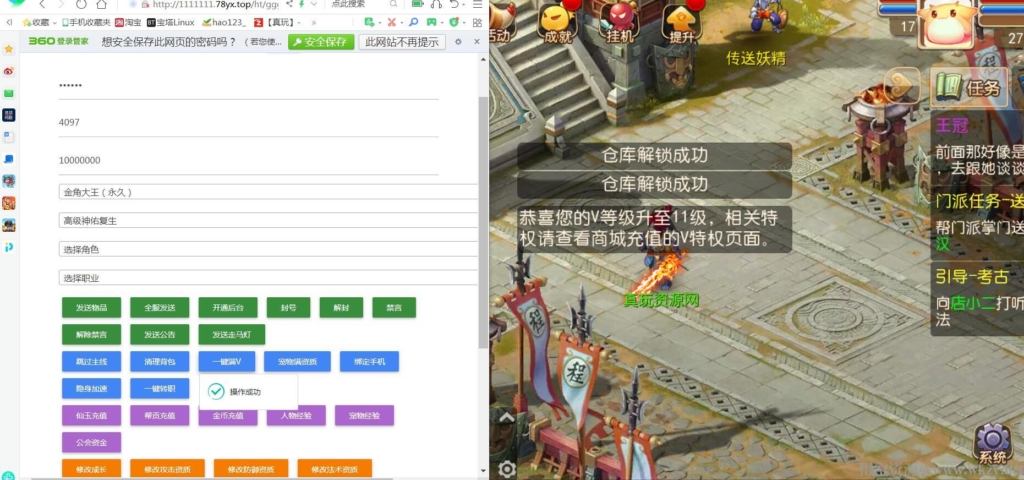 http://1111111.78yx.top/ht/gg
点此搜索
收藏
手机收藏夹
淘宝
宝塔Linux
hao123_
【真玩】-
360登录管家
想安全保存此网页的密码吗？
（若您使...
安全保存
此网站不再提示
••••••
4097
10000000
金角大王（永久）
高级神佑复生
选择角色
选择职业
发送物品
全服发送
开通后台
封号
解封
禁言
解除禁言
发送公告
发送走马灯
跳过主线
清理背包
一键满V
宠物满资质
绑定手机
隐身加速
一键转职
操作成功
仙玉充值
帮贡充值
金币充值
人物经验
宠物经验
公会资金
修改成长
修改攻击资质
修改防御资质
修改法术资质
活动
成就
挂机
提升
传送妖精
17
27
任务
王冠
前面那好像是
，去跟她谈谈
门派任务-送
帮门派掌门送
汉
引导-考古
向店小二打听
法
仓库解锁成功
仓库解锁成功
恭喜您的V等级升至11级，相关特
权请查看商城充值的V特权页面。
真玩资源网
程
程
系统